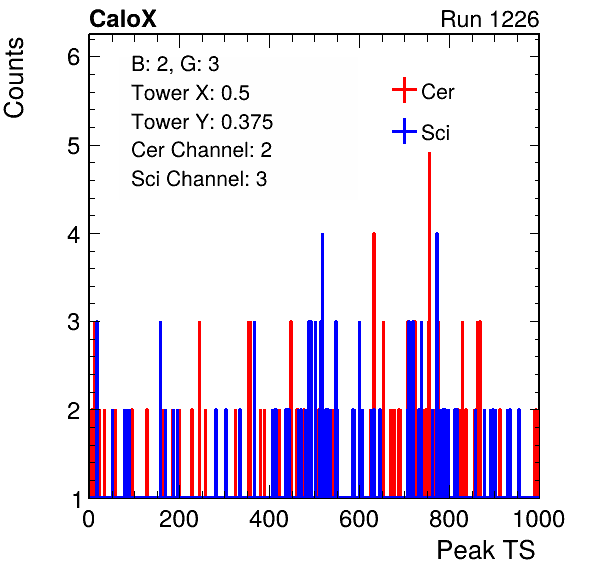 CaloX Run 1226
Counts
B: 2, G: 3
Tower X: 0.5
Tower Y: 0.375
Cer Channel: 2
Sci Channel: 3
Cer
Sci
6
5
4
3
2
1
0 200 400 600 800 1000
Peak TS